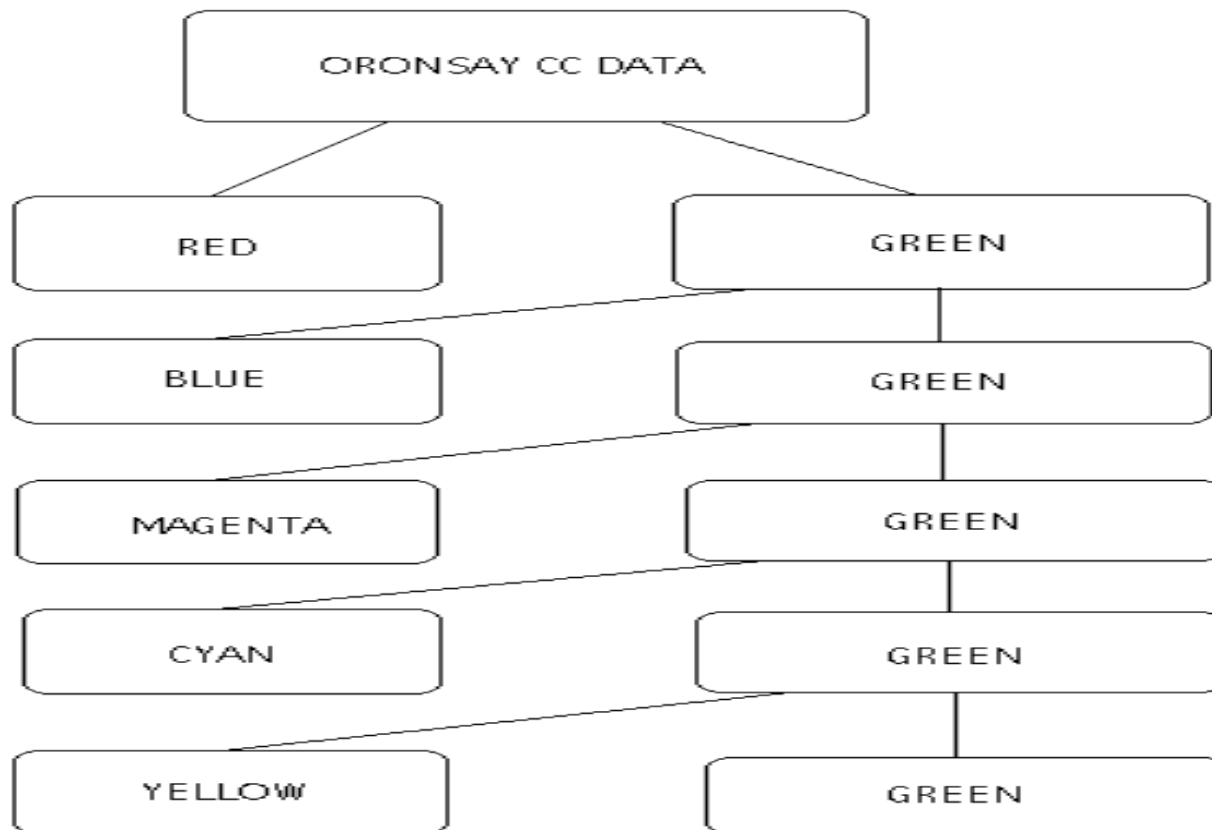 ORONSAY CC DATA
RED
GREEN
BLUE
GREEN
MAGENTA
GREEN
CYAN
GREEN
YELLOW
GREEN